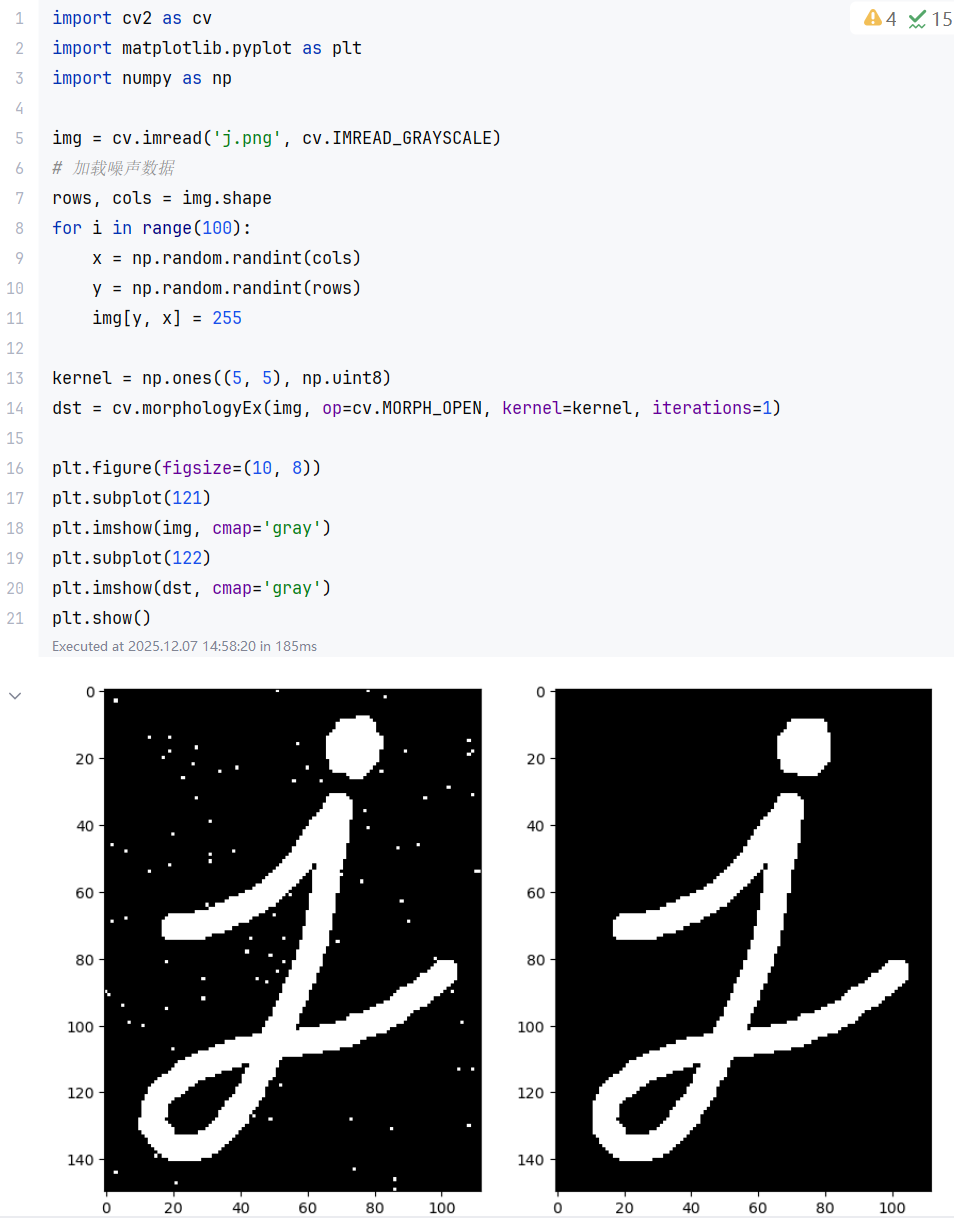 1 import cv2 as cv
2 import matplotlib.pyplot as plt
3 import numpy as np
4
5 img = cv.imread('j.png', cv.IMREAD_GRAYSCALE)
6 # 加载噪声数据
7 rows, cols = img.shape
8 for i in range(100):
9     x = np.random.randint(cols)
10     y = np.random.randint(rows)
11     img[y, x] = 255
12
13 kernel = np.ones((5, 5), np.uint8)
14 dst = cv.morphologyEx(img, op=cv.MORPH_OPEN, kernel=kernel, iterations=1)
15
16 plt.figure(figsize=(10, 8))
17 plt.subplot(121)
18 plt.imshow(img, cmap='gray')
19 plt.subplot(122)
20 plt.imshow(dst, cmap='gray')
21 plt.show()
4 15
Executed at 2025.12.07 14:58:20 in 185ms
0
20
40
60
80
100
120
140
0 20 40 60 80 100
j
0
20
40
60
80
100
120
140
0 20 40 60 80 100
j